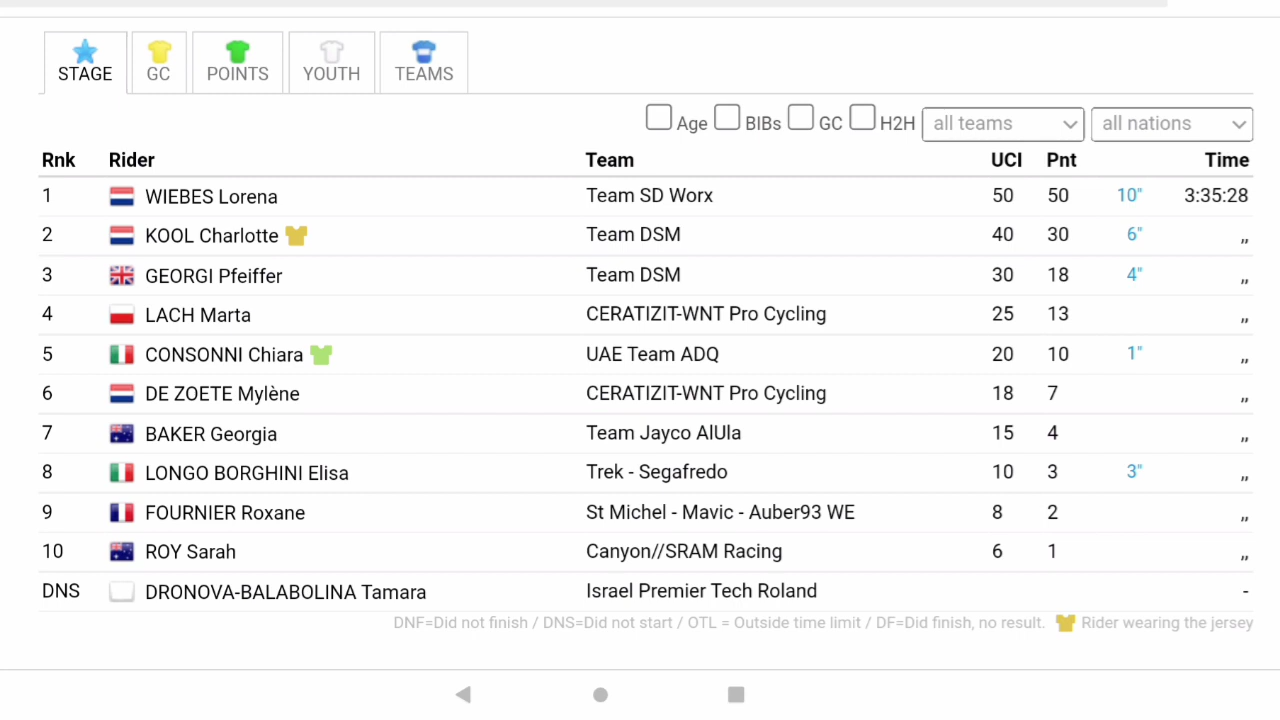 STAGE GC POINTS YOUTH TEAMS
Age BIBs GC H2H all teams all nations
Rnk Rider Team UCI Pnt Time
1 WIEBES Lorena Team SD Worx 50 50 10" 3:35:28
2 KOOL Charlotte Team DSM 40 30 6" ,,
3 GEORGI Pfeiffer Team DSM 30 18 4" ,,
4 LACH Marta CERATIZIT-WNT Pro Cycling 25 13 ,,
5 CONSONNI Chiara UAE Team ADQ 20 10 1" ,,
6 DE ZOETE Mylène CERATIZIT-WNT Pro Cycling 18 7 ,,
7 BAKER Georgia Team Jayco AlUla 15 4 ,,
8 LONGO BORGHINI Elisa Trek - Segafredo 10 3 3" ,,
9 FOURNIER Roxane St Michel - Mavic - Auber93 WE 8 2 ,,
10 ROY Sarah Canyon//SRAM Racing 6 1 ,,
DNS DRONOVA-BALABOLINA Tamara Israel Premier Tech Roland -
DNF=Did not finish / DNS=Did not start / OTL = Outside time limit / DF=Did finish, no result. Rider wearing the jersey